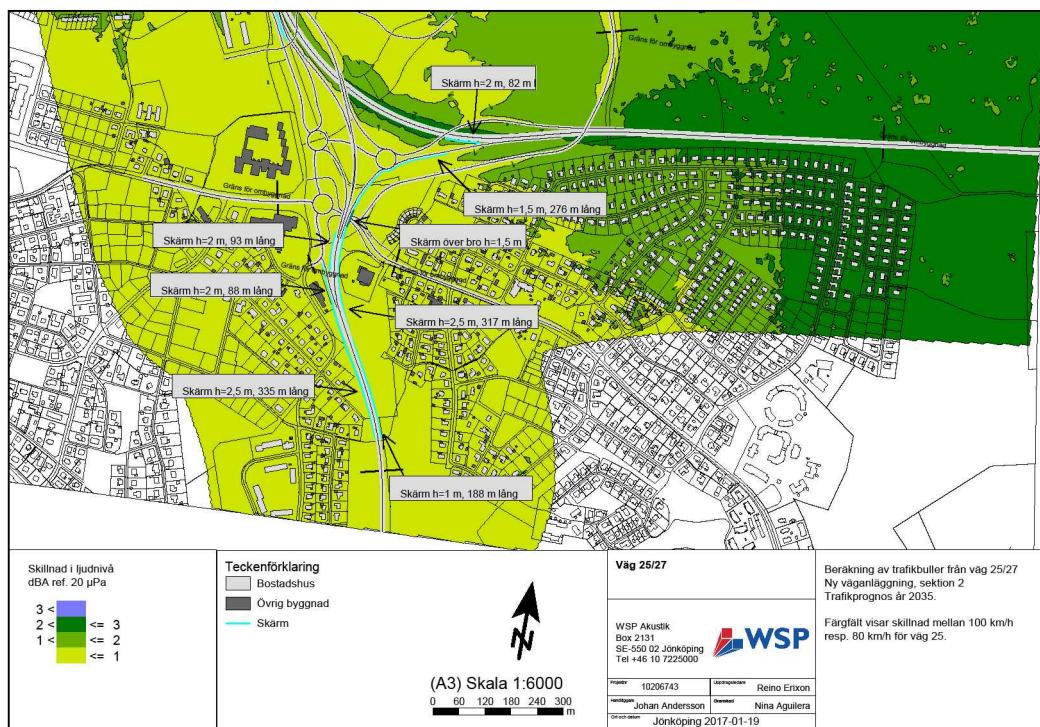 Gräns för ombyggnad
Skärm h=2 m, 82 m l
Gräns för ombyggnad
Gräns för ombyggnad
Skärm h=1,5 m, 276 m lång
Skärm h=2 m, 93 m lång
Skärm över bro h=1,5 m
Gräns för ombyggnad
Skärm h=2 m, 88 m lång
Skärm h=2,5 m, 317 m lång
Skärm h=2,5 m, 335 m lång
Skärm h=1 m, 188 m lång
Skillnad i ljudnivå
dBA ref. 20 µPa
3 <
2 < <= 3
1 < <= 2
<= 1
Teckenförklaring
Bostadshus
Övrig byggnad
Skärm
N
(A3) Skala 1:6000
0 60 120 180 240 300
m
Väg 25/27
WSP Akustik
Box 2131
SE-550 02 Jönköping
Tel +46 10 7225000
WSP
Projektnr 10206743 Uppdragsledare Reino Erixon
Handläggare Johan Andersson Granskad Nina Aguilera
Ort och datum Jönköping 2017-01-19
Beräkning av trafikbuller från väg 25/27
Ny väganläggning, sektion 2
Trafikprognos år 2035.
Färgfält visar skillnad mellan 100 km/h
resp. 80 km/h för väg 25.